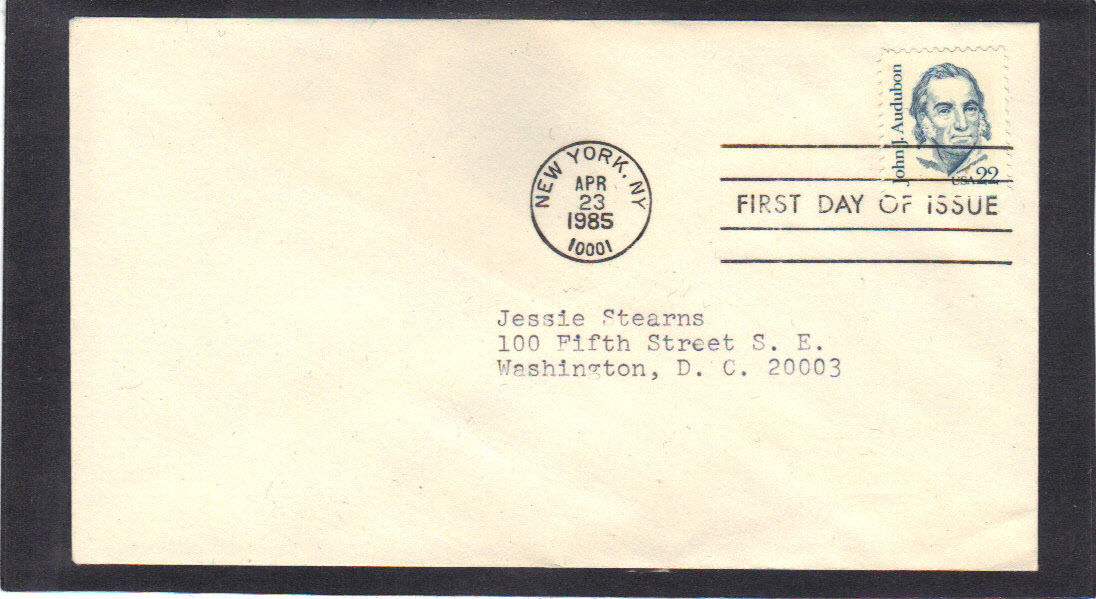 John J. Audubon
USA 22
NEW YORK, NY
APR
23
1985
10001
FIRST DAY OF ISSUE
Jessie Stearns
100 Fifth Street S. E.
Washington, D. C. 20003